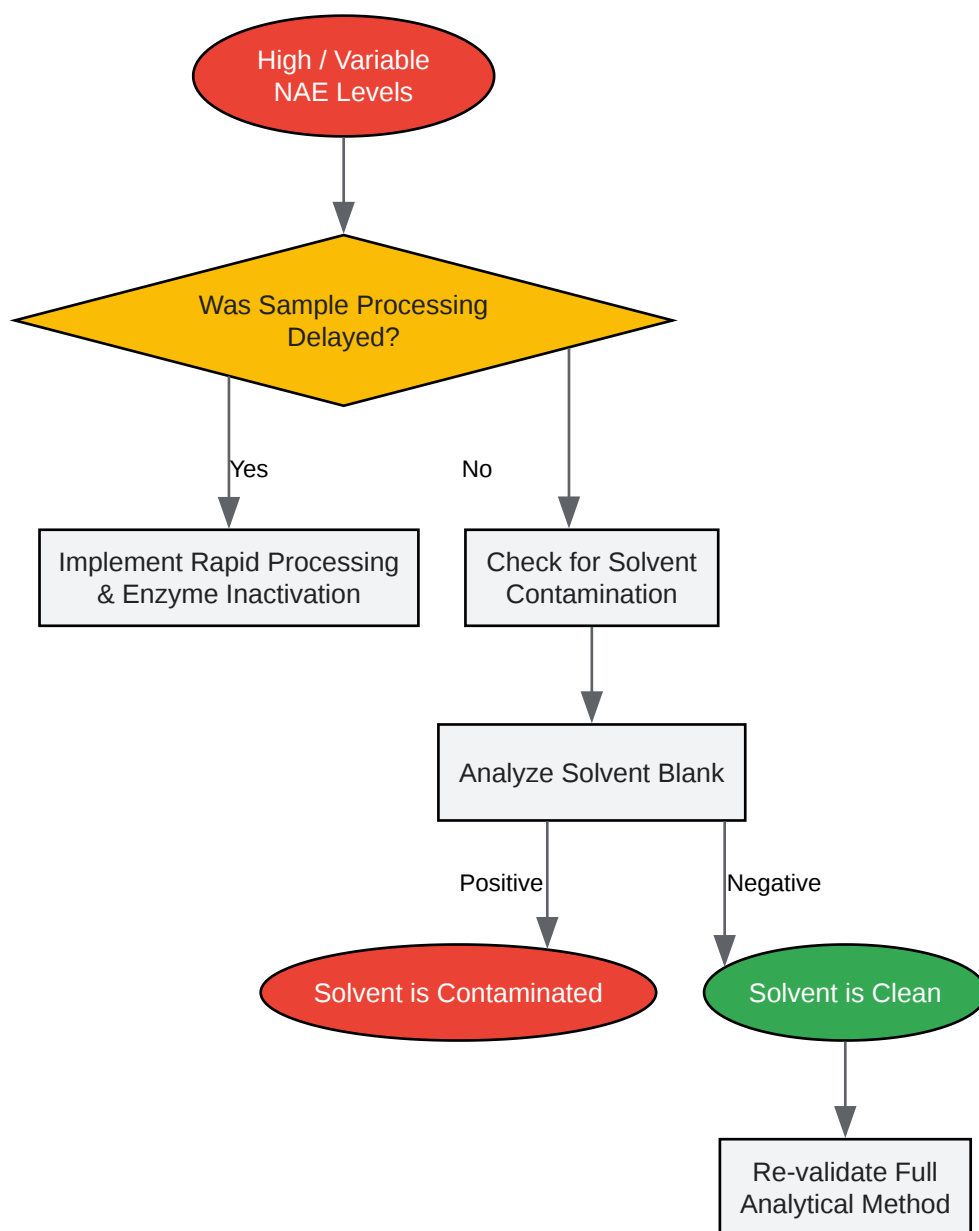 High / Variable
NAE Levels
Was Sample Processing
Delayed?
Yes
No
Implement Rapid Processing
& Enzyme Inactivation
Check for Solvent
Contamination
Analyze Solvent Blank
Positive
Negative
Solvent is Contaminated
Solvent is Clean
Re-validate Full
Analytical Method